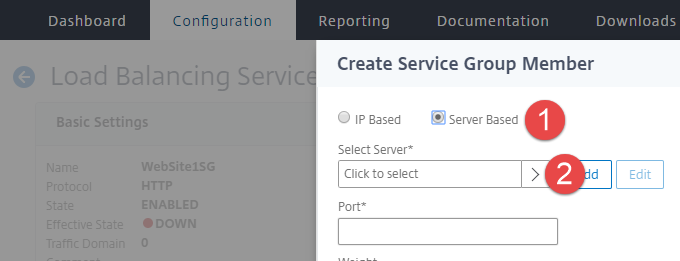 Dashboard Configuration Reporting Documentation Downloads
Load Balancing Service
Create Service Group Member
Basic Settings
IP Based Server Based 1
Select Server*
Click to select 2 dd Edit
Port*
Name WebSite1SG
Protocol HTTP
State ENABLED
Effective State DOWN
Traffic Domain 0